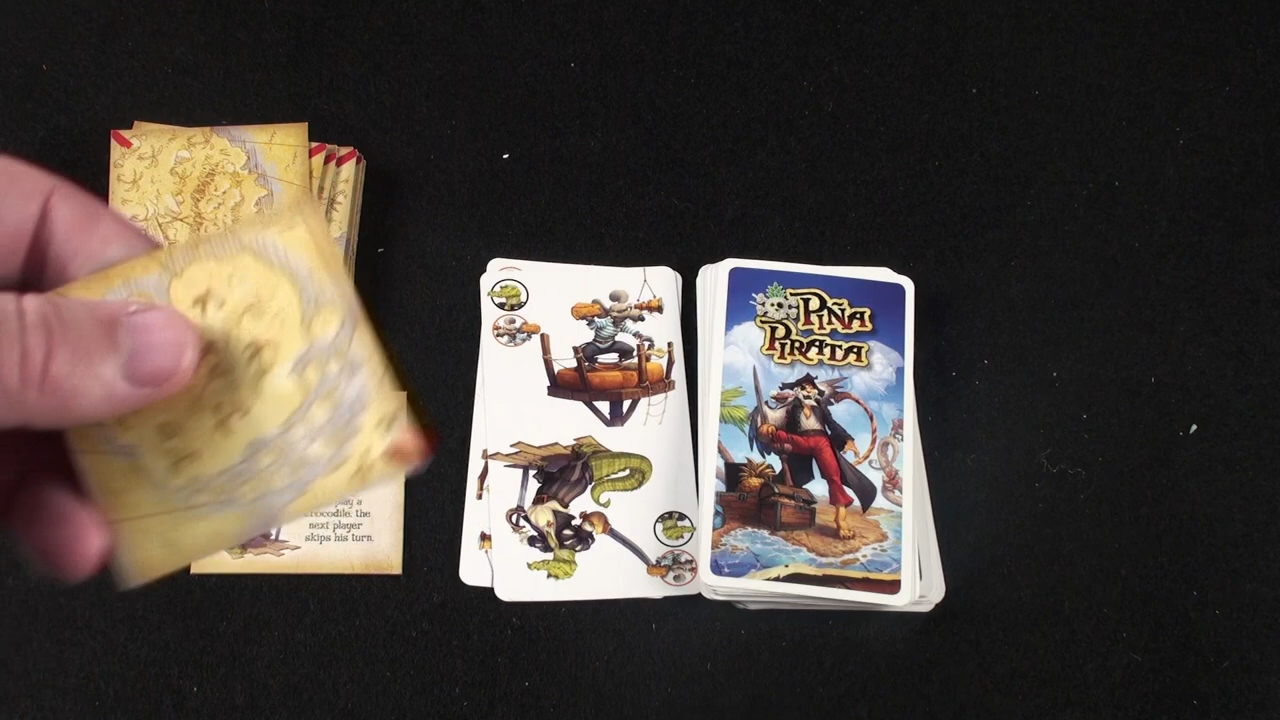 play a
crocodile, the
next player
skips his turn.
PIÑA
PIRATA